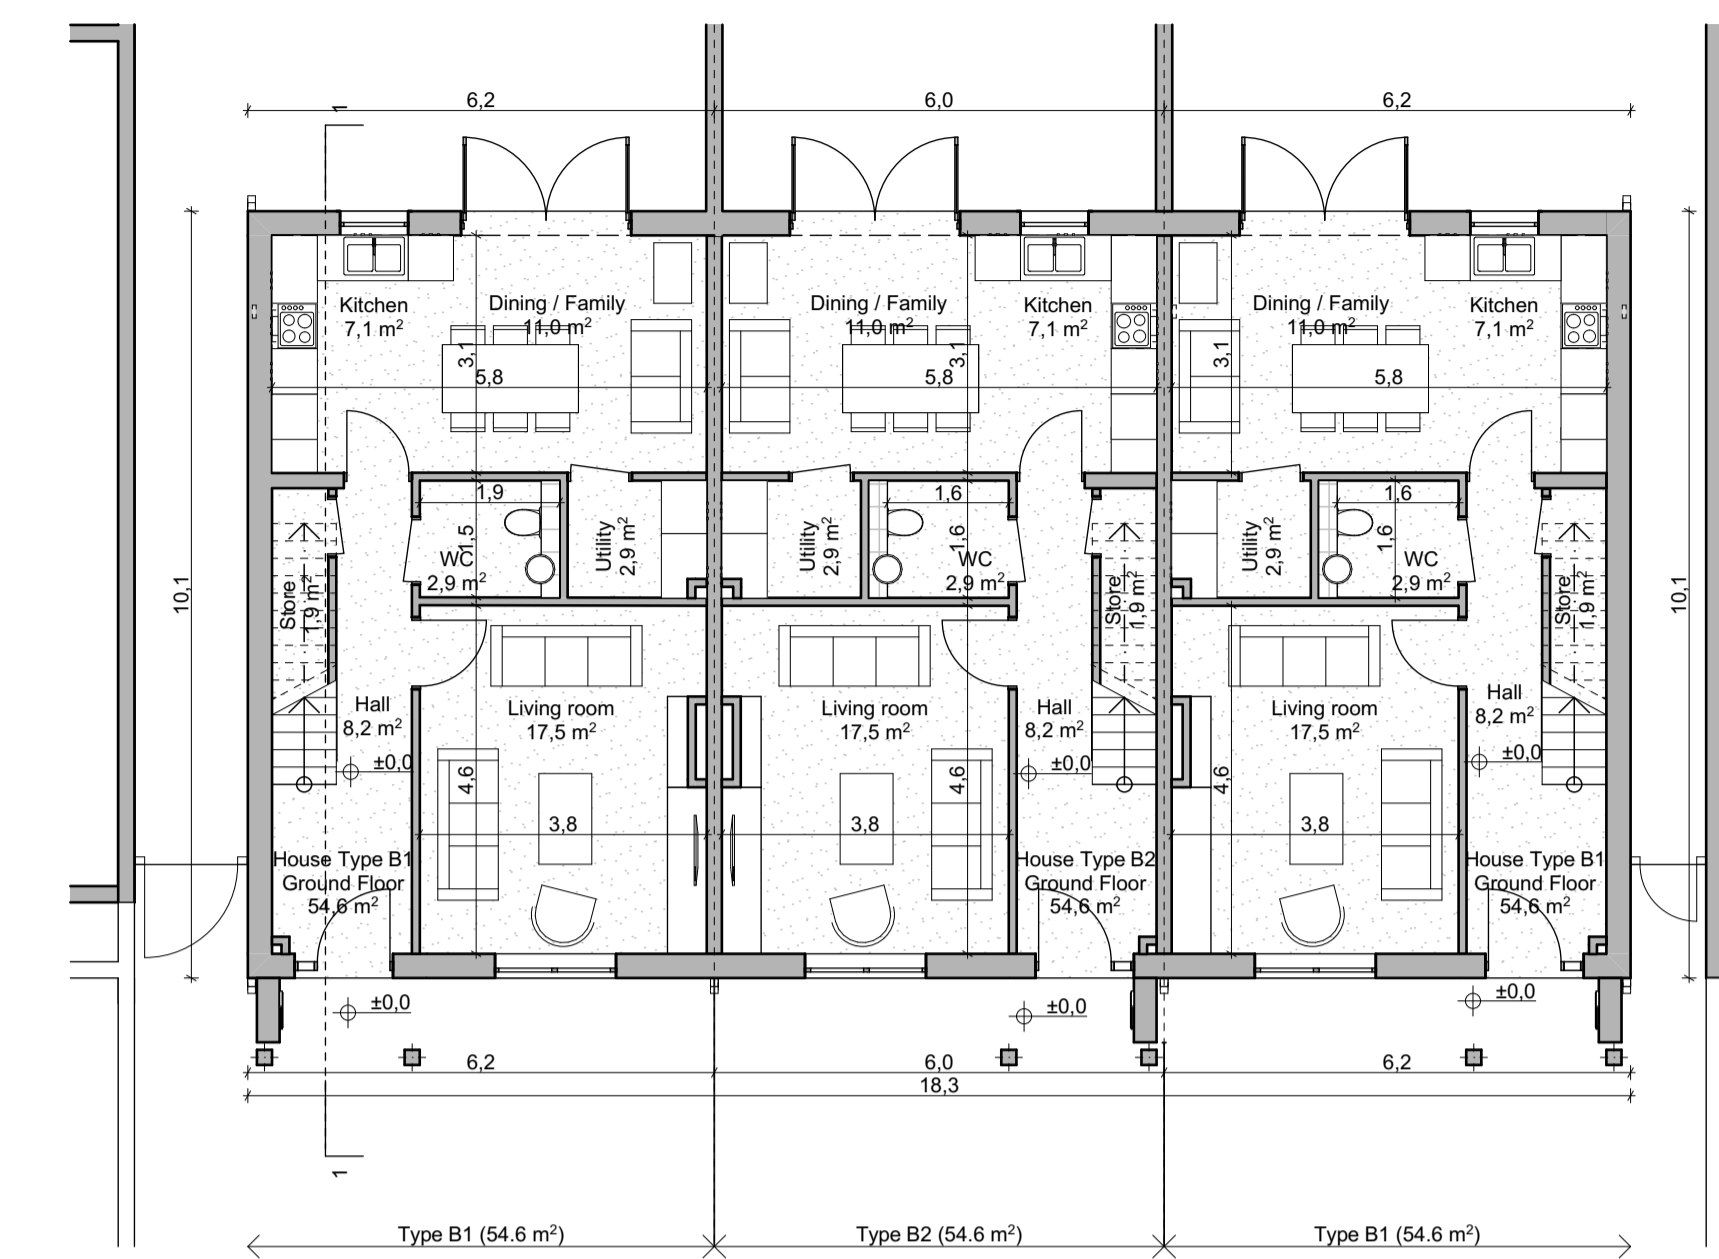 6,2
6,0
6,2
1
Kitchen
7,1 m²
Dining / Family
11,0 m²
Dining / Family
11,0 m²
Kitchen
7,1 m²
Dining / Family
11,0 m²
Kitchen
7,1 m²
3,1
5,8
5,8
3,1
3,1
5,8
1,9
1,5
WC
2,9 m²
Utility
2,9 m²
Utility
2,9 m²
1,6
1,6
WC
2,9 m²
Utility
2,9 m²
1,6
1,6
WC
2,9 m²
10,1
10,1
Store
1,9 m²
Store
1,9 m²
Store
1,9 m²
Hall
8,2 m²
Living room
17,5 m²
Living room
17,5 m²
Hall
8,2 m²
Living room
17,5 m²
Hall
8,2 m²
±0,0
±0,0
±0,0
4,6
4,6
4,6
3,8
3,8
3,8
House Type B1
Ground Floor
54,6 m²
House Type B2
Ground Floor
54,6 m²
House Type B1
Ground Floor
54,6 m²
±0,0
±0,0
±0,0
6,2
6,0
6,2
18,3
1
Type B1 (54.6 m²)
Type B2 (54.6 m²)
Type B1 (54.6 m²)